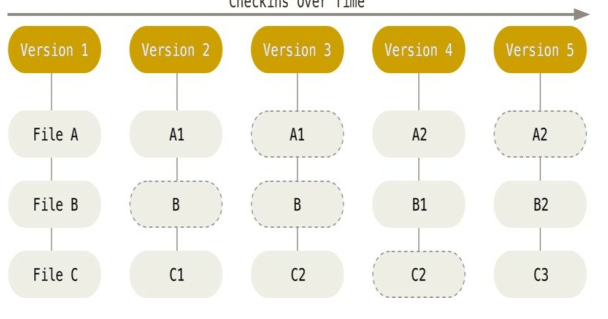 Checkins Over Time
Version 1 Version 2 Version 3 Version 4 Version 5
File A A1 A1 A2 A2
File B B B B1 B2
File C C1 C2 C2 C3